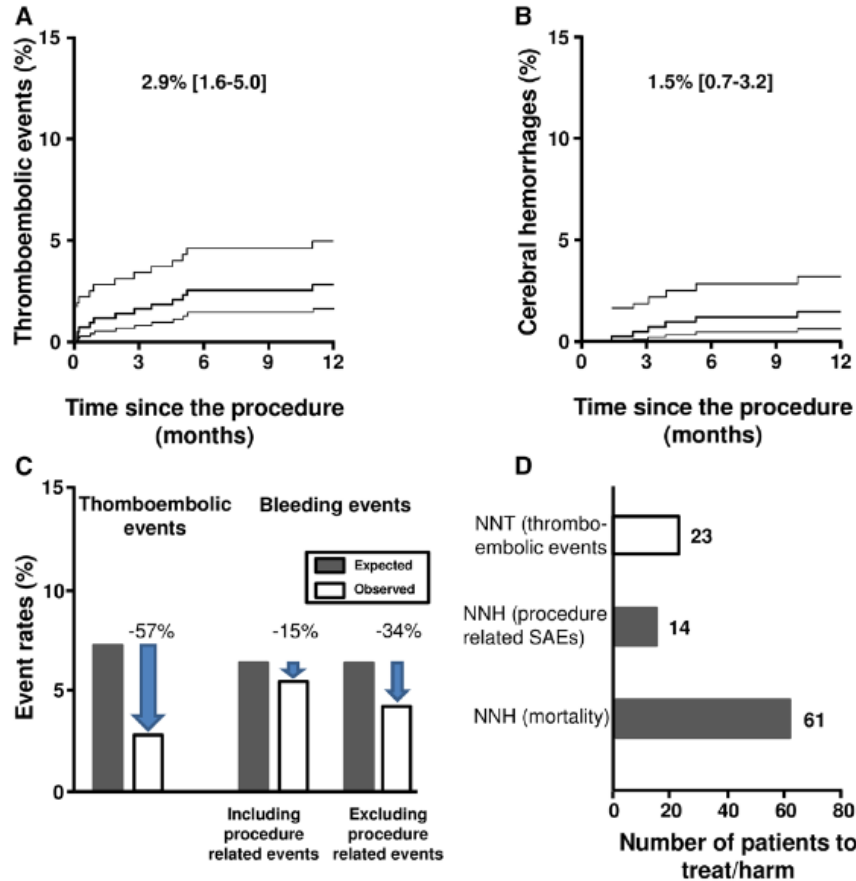 A
Thromboembolic events (%)
15
10
5
0
2.9% [1.6-5.0]
0 3 6 9 12
Time since the procedure
(months)
B
Cerebral hemorrhages (%)
15
10
5
0
1.5% [0.7-3.2]
0 3 6 9 12
Time since the procedure
(months)
C
Event rates (%)
15
10
5
0
Thomboembolic
events
Bleeding events
Expected
Observed
-57%
-15%
-34%
Including
procedure
related events
Excluding
procedure
related events
D
NNT (thrombo-
embolic events
23
NNH (procedure
related SAEs)
14
NNH (mortality)
61
0 20 40 60 80
Number of patients to
treat/harm